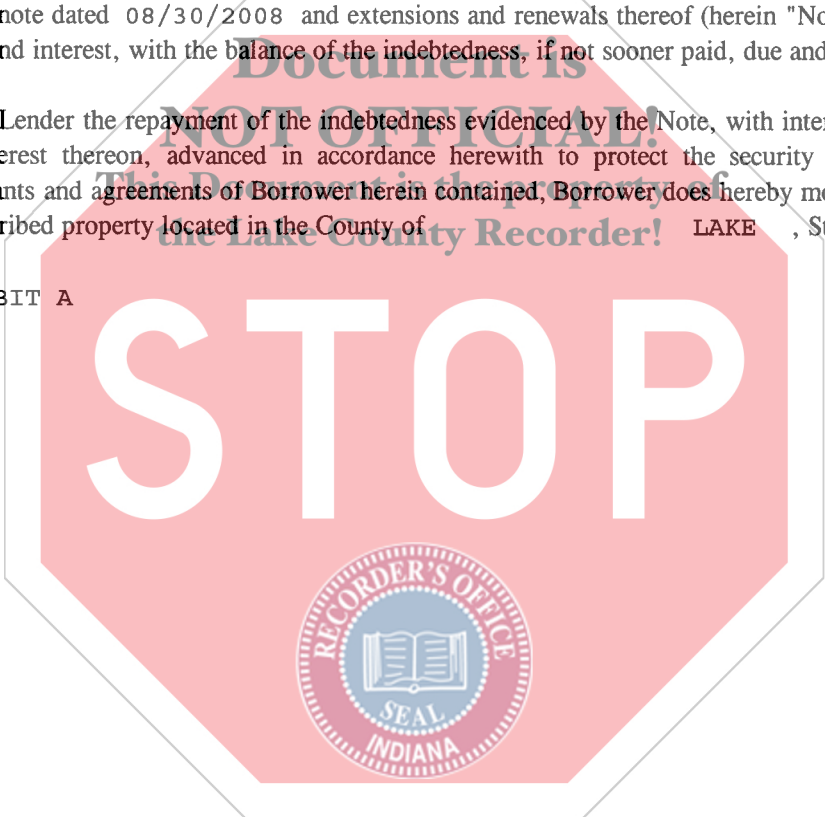 note dated 08/30/2008 and extensions and renewals thereof (herein "No
nd interest, with the balance of the indebtedness, if not sooner paid, due and
Document is
NOT OFFICIAL!
Lender the repayment of the indebtedness evidenced by the Note, with inter
erest thereon, advanced in accordance herewith to protect the security
This Document is the property of
nts and agreements of Borrower herein contained, Borrower does hereby mo
the Lake County Recorder!
ribed property located in the County of LAKE , St
BIT A
STOP
RECORDER'S OFFICE
SEAL
INDIANA